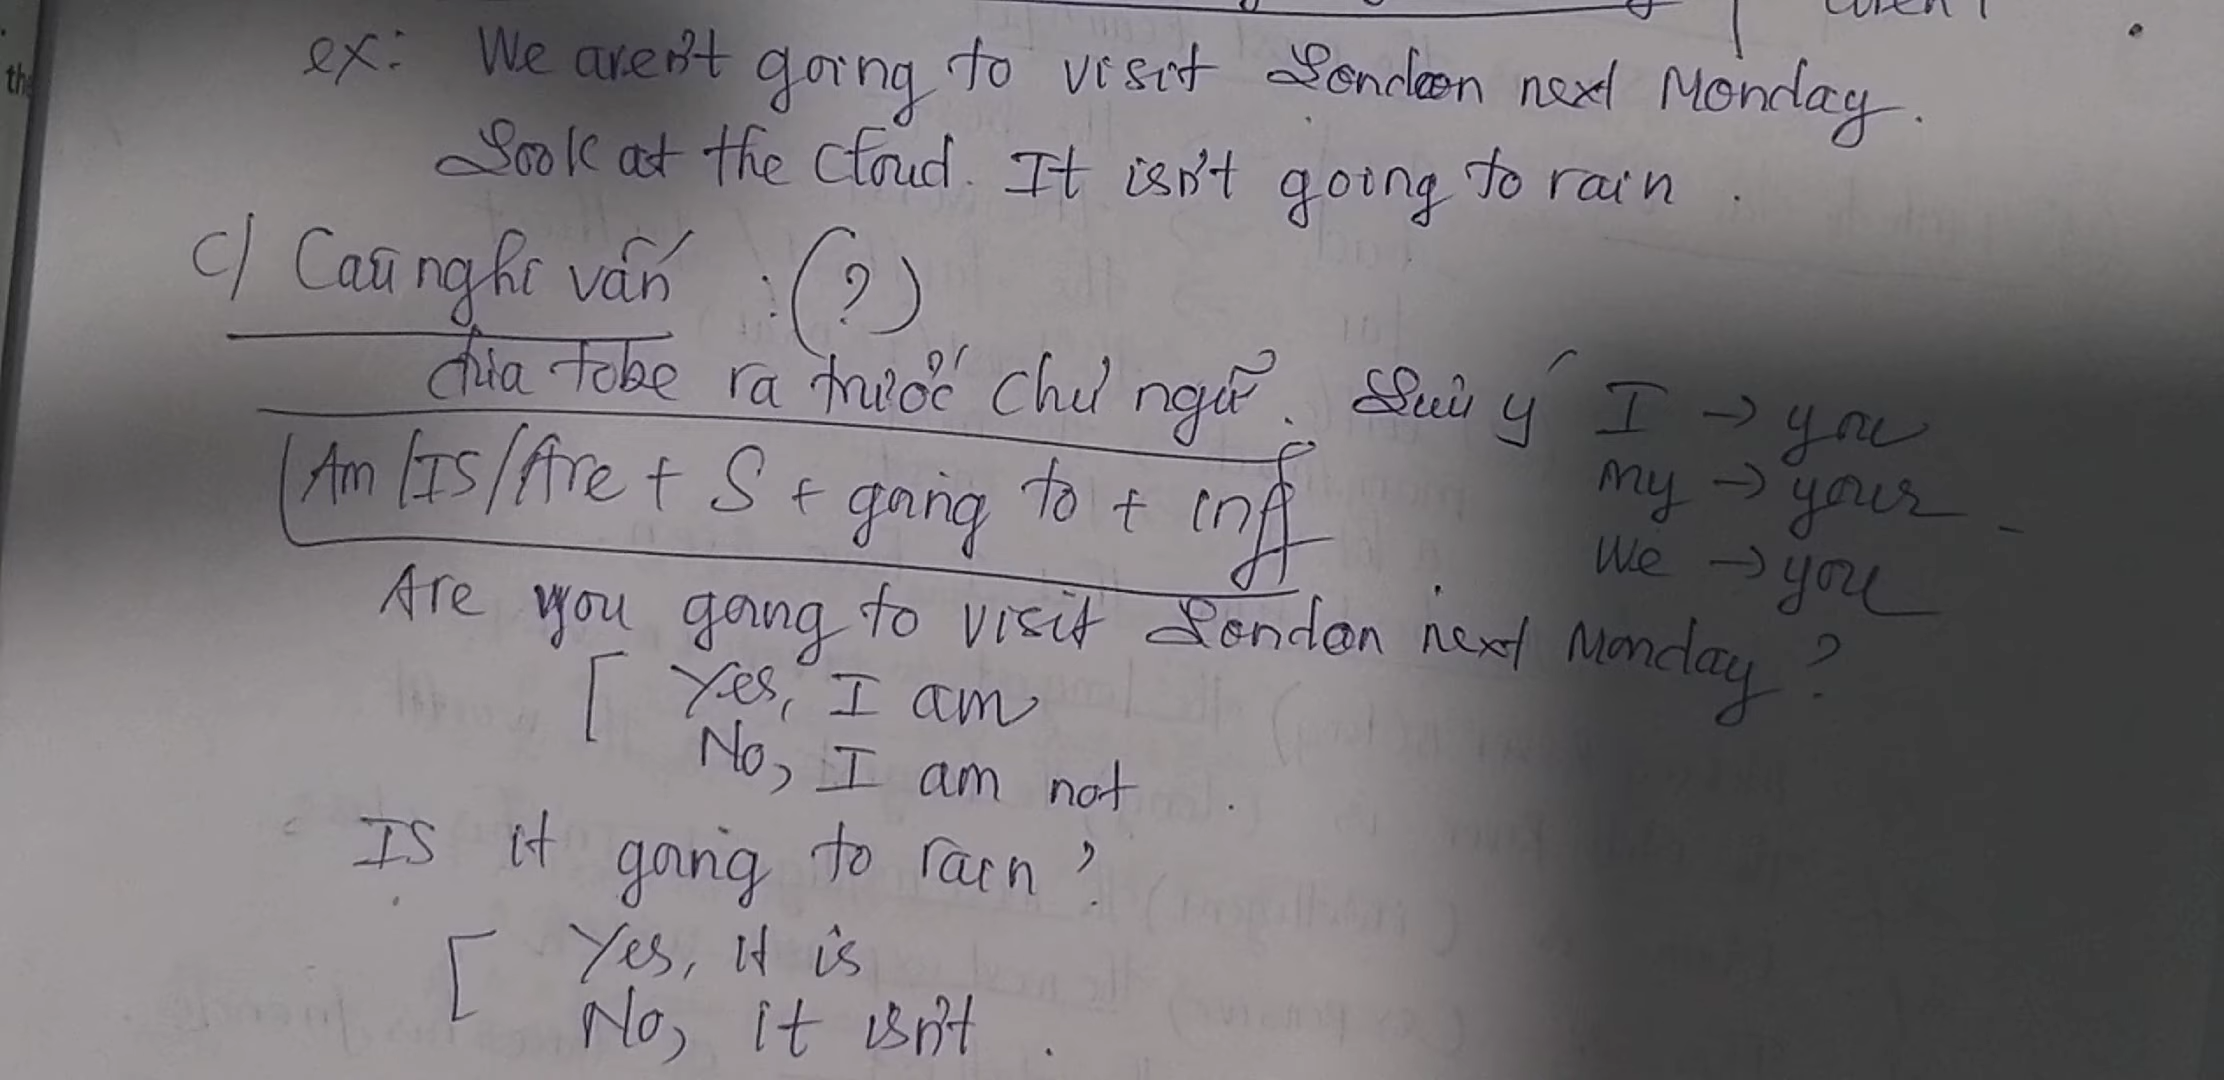 ex: We aren't going to visit London next Monday.
Look at the cloud. It isn't going to rain.
c) Câu nghi vấn: (?)
đưa tobe ra trước chủ ngữ. Lưu ý I → you
my → your
We → you
Am/Is/Are + S + going to + inf
Are you going to visit London next Monday?
[ Yes, I am
No, I am not.
Is it going to rain?
[ Yes, it is
No, it isn't.